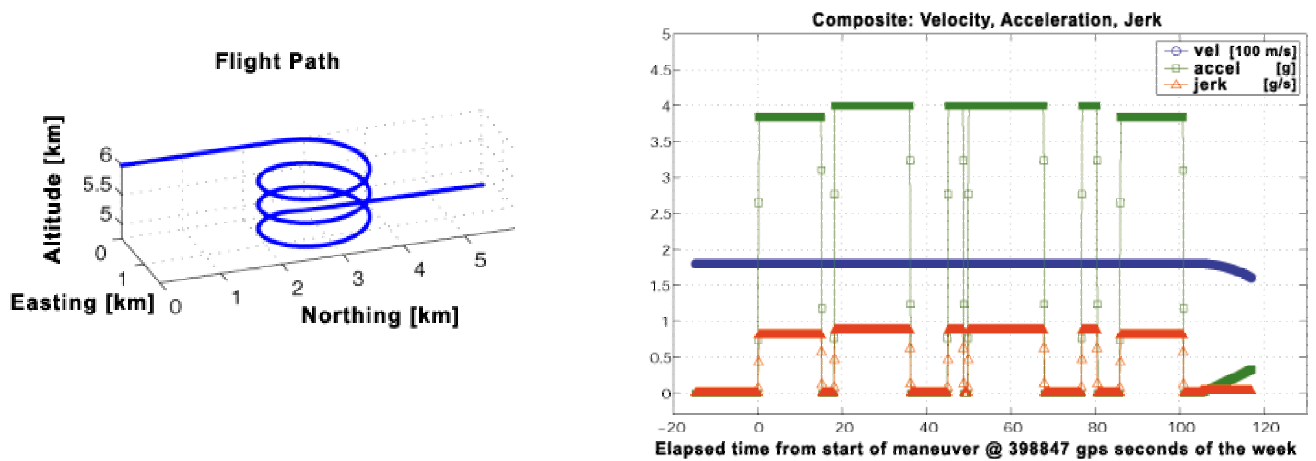 Flight Path
Altitude [km]
6
5.5
5
0
1
Easting [km]
0
1
2
3
4
5
Northing [km]
Composite: Velocity, Acceleration, Jerk
5
4.5
4
3.5
3
2.5
2
1.5
1
0.5
0
vel [100 m/s]
accel [g]
jerk [g/s]
-20 0 20 40 60 80 100 120
Elapsed time from start of maneuver @ 398847 gps seconds of the week